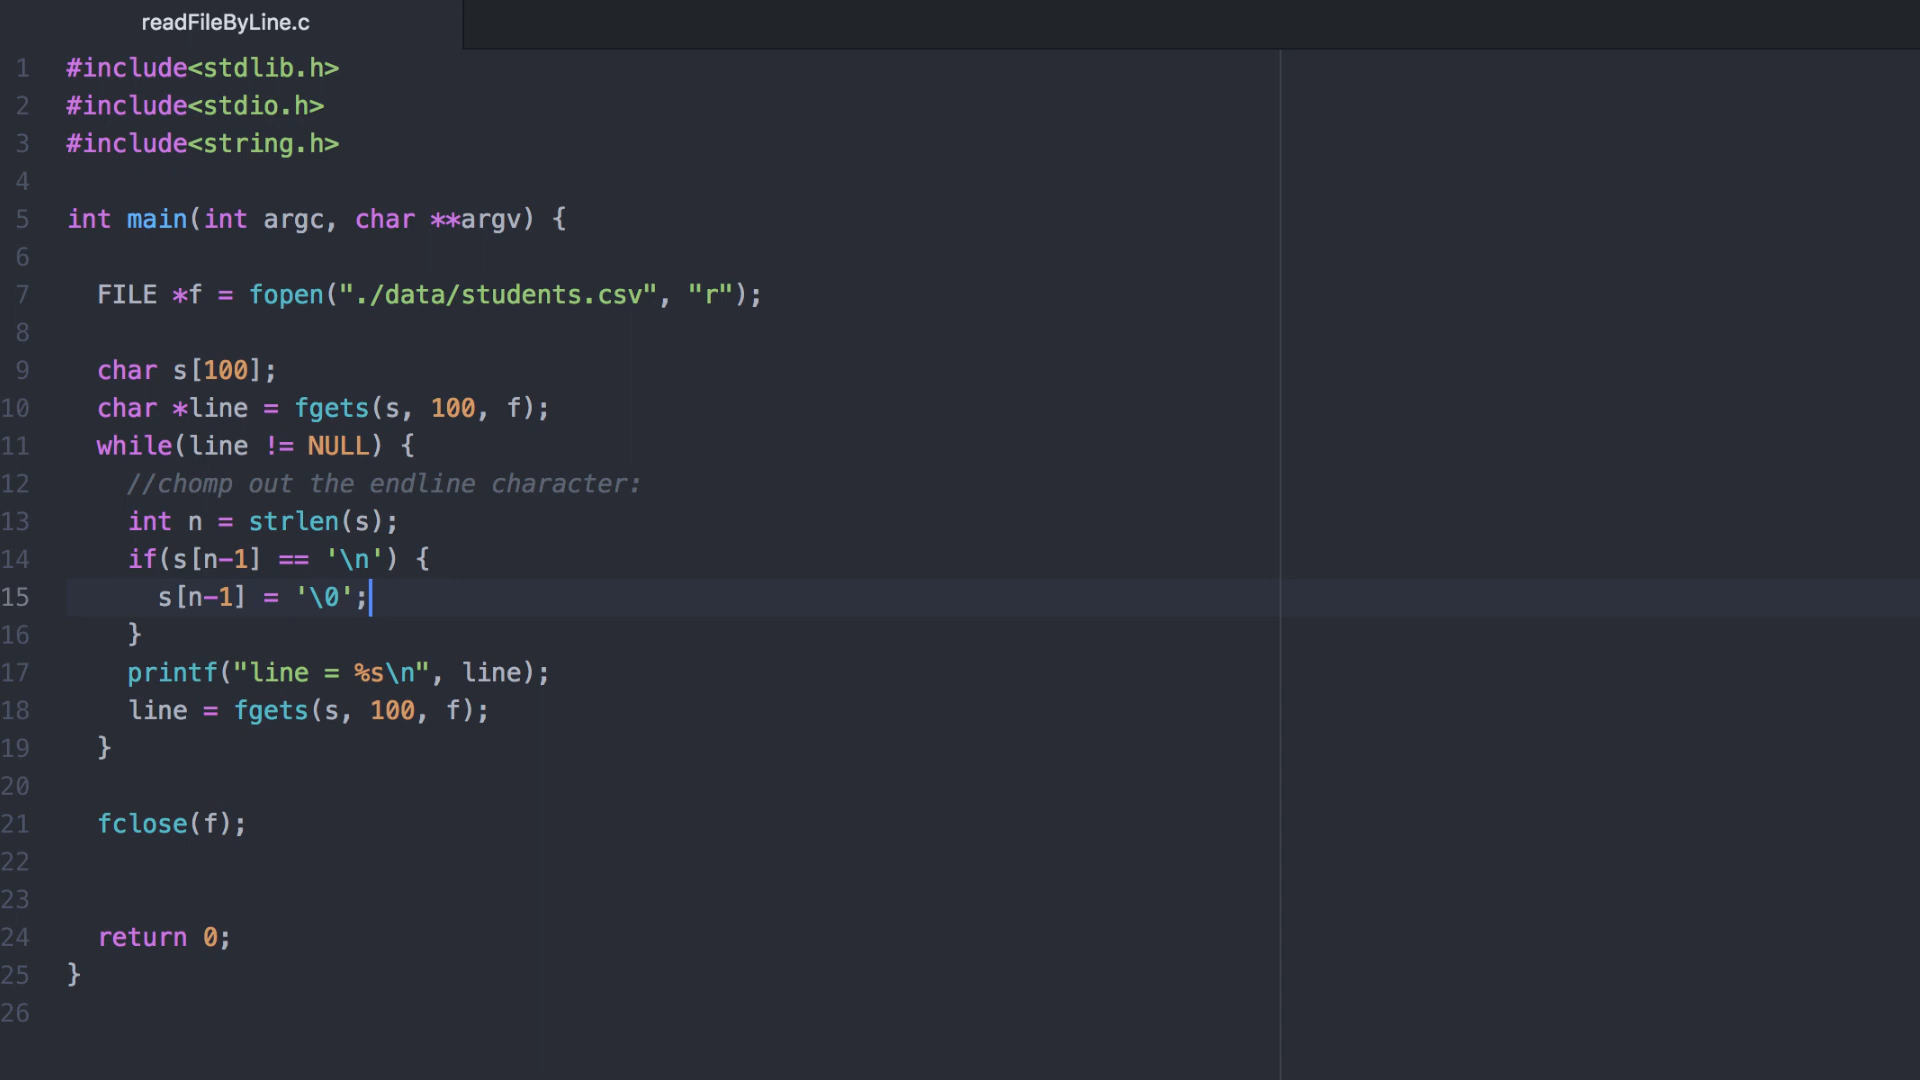 readFileByLine.c
1 #include<stdlib.h>
2 #include<stdio.h>
3 #include<string.h>
4
5 int main(int argc, char **argv) {
6
7   FILE *f = fopen("./data/students.csv", "r");
8
9   char s[100];
10   char *line = fgets(s, 100, f);
11   while(line != NULL) {
12     //chomp out the endline character:
13     int n = strlen(s);
14     if(s[n-1] == '\n') {
15       s[n-1] = '\0';
16     }
17     printf("line = %s\n", line);
18     line = fgets(s, 100, f);
19   }
20
21   fclose(f);
22
23
24   return 0;
25 }
26